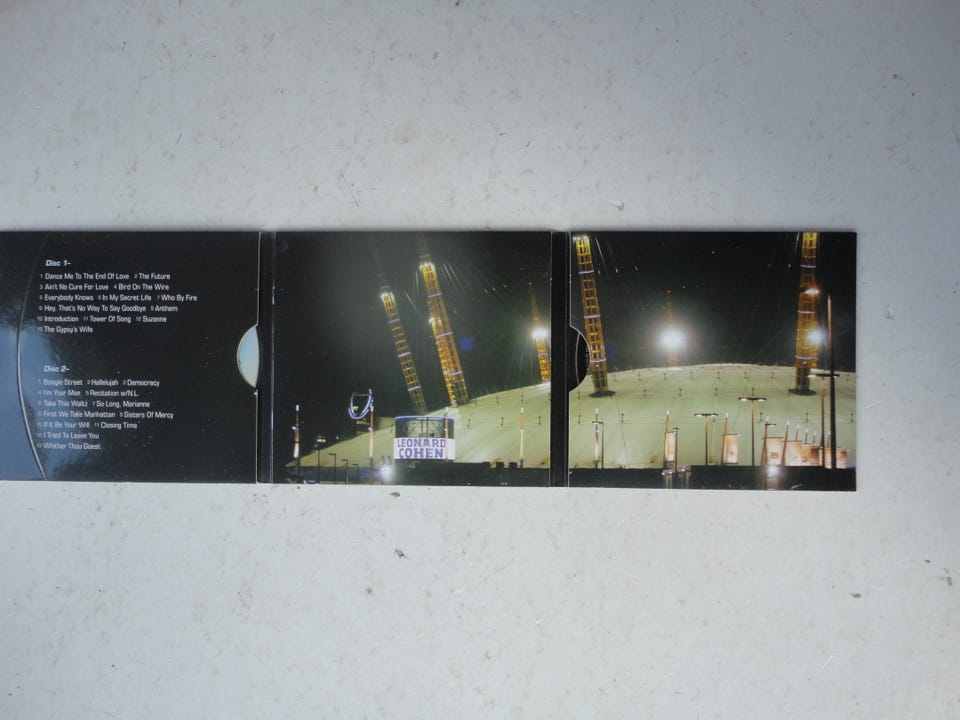 Disc 1-
1 Dance Me To The End Of Love 2 The Future
3 Ain't No Cure For Love 4 Bird On The Wire
5 Everybody Knows 6 In My Secret Life 7 Who By Fire
8 Hey, That's No Way To Say Goodbye 9 Anthem
10 Introduction 11 Tower Of Song 12 Suzanne
13 The Gypsy's Wife
Disc 2-
1 Boogie Street 2 Hallelujah 3 Democracy
4 I'm Your Man 5 Recitation w/N.L.
6 Take This Waltz 7 So Long, Marianne
8 First We Take Manhattan 9 Sisters Of Mercy
10 If It Be Your Will 11 Closing Time
12 I Tried To Leave You
13 Whither Thou Goest
LEONARD
COHEN